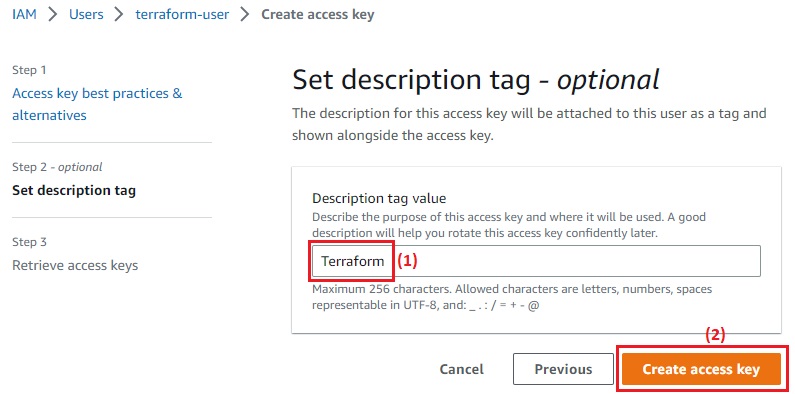 IAM > Users > terraform-user > Create access key
Step 1
Access key best practices &
alternatives
Step 2 - optional
Set description tag
Step 3
Retrieve access keys
Set description tag - optional
The description for this access key will be attached to this user as a tag and
shown alongside the access key.
Description tag value
Describe the purpose of this access key and where it will be used. A good
description will help you rotate this access key confidently later.
Terraform (1)
Maximum 256 characters. Allowed characters are letters, numbers, spaces
representable in UTF-8, and: _ . : / = + - @
(2)
Cancel Previous Create access key